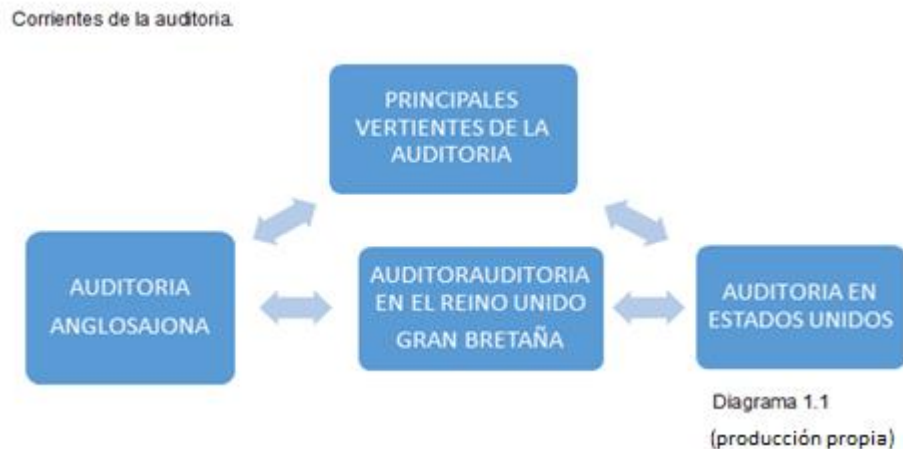 Corrientes de la auditoria.
PRINCIPALES
VERTIENTES DE LA
AUDITORIA
AUDITORIA
ANGLOSAJONA
AUDITORAUDITORIA
EN EL REINO UNIDO
GRAN BRETAÑA
AUDITORIA EN
ESTADOS UNIDOS
Diagrama 1.1
(producción propia)